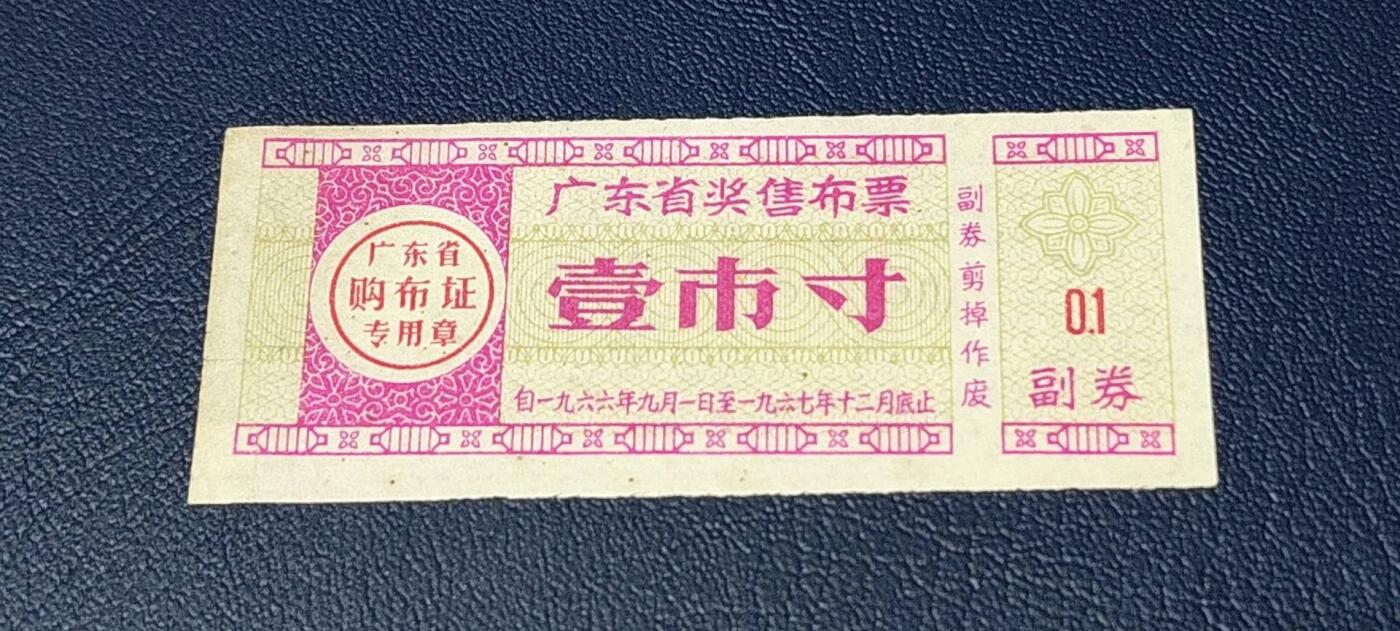 广东省奖售布票
广东省
购布证
专用章
壹市寸
自一九六六年九月一日至一九六七年十二月底止
副券剪掉作废
0.1
副券